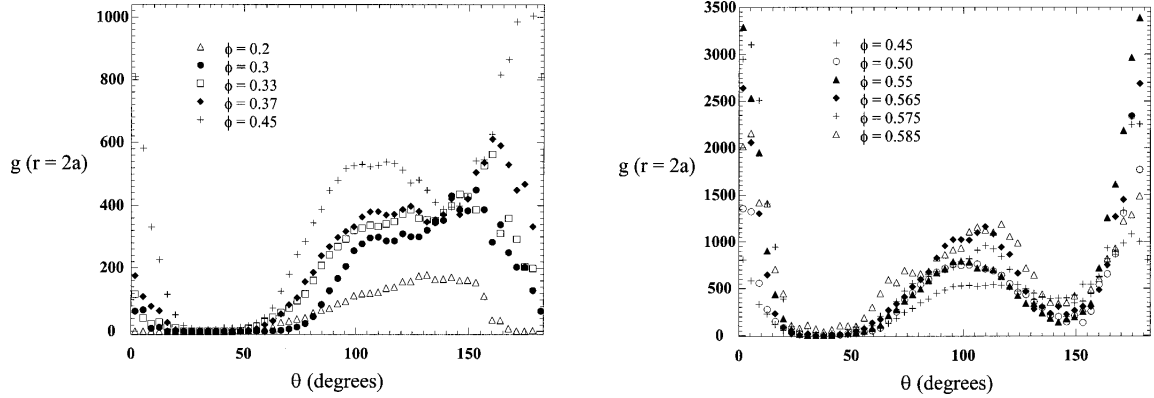 1000
800
600
400
200
0
g (r = 2a)
φ = 0.2
φ = 0.3
φ = 0.33
φ = 0.37
φ = 0.45
0 50 100 150
θ (degrees)
3500
3000
2500
2000
1500
1000
500
0
g (r = 2a)
φ = 0.45
φ = 0.50
φ = 0.55
φ = 0.565
φ = 0.575
φ = 0.585
0 50 100 150
θ (degrees)